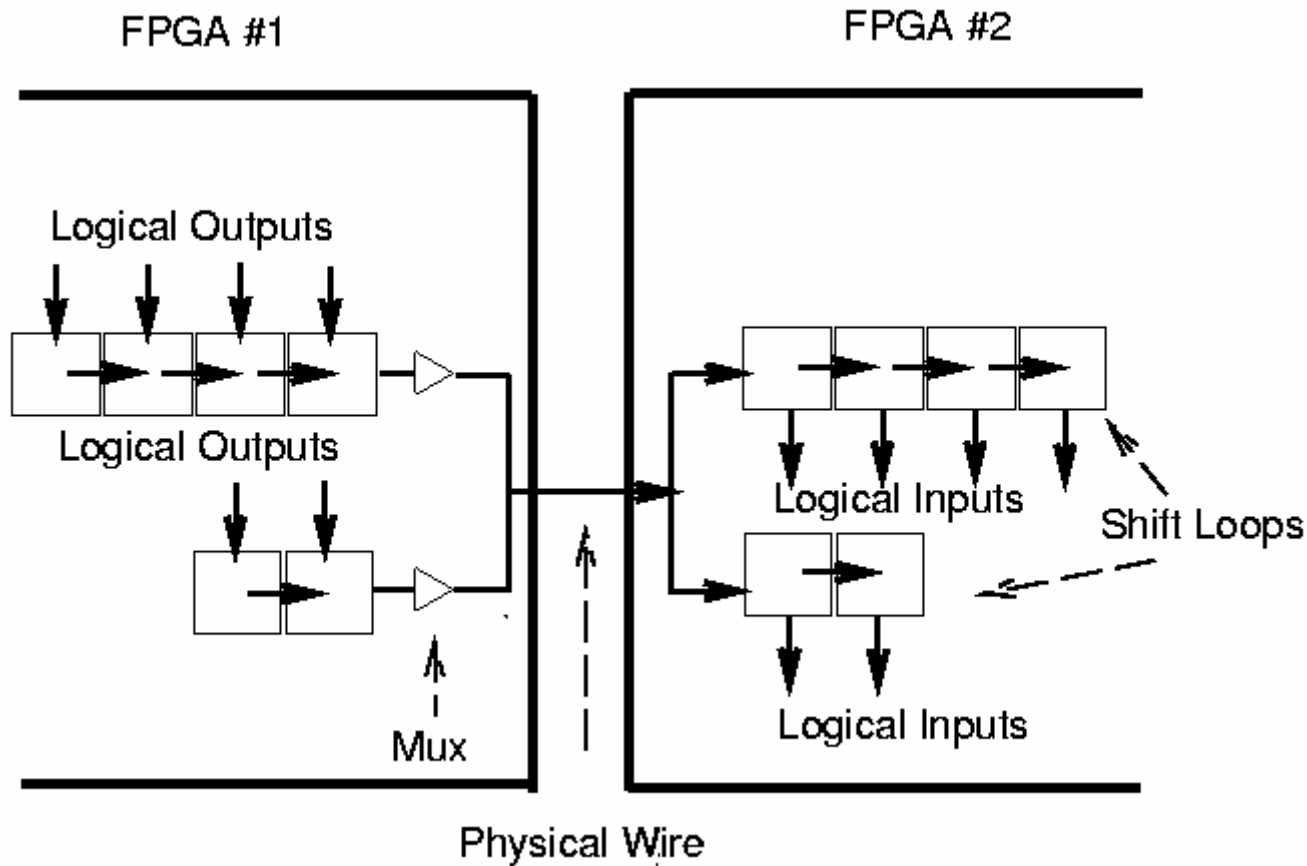 FPGA #1
FPGA #2
Logical Outputs
Logical Outputs
Logical Inputs
Shift Loops
Logical Inputs
Mux
Physical Wire